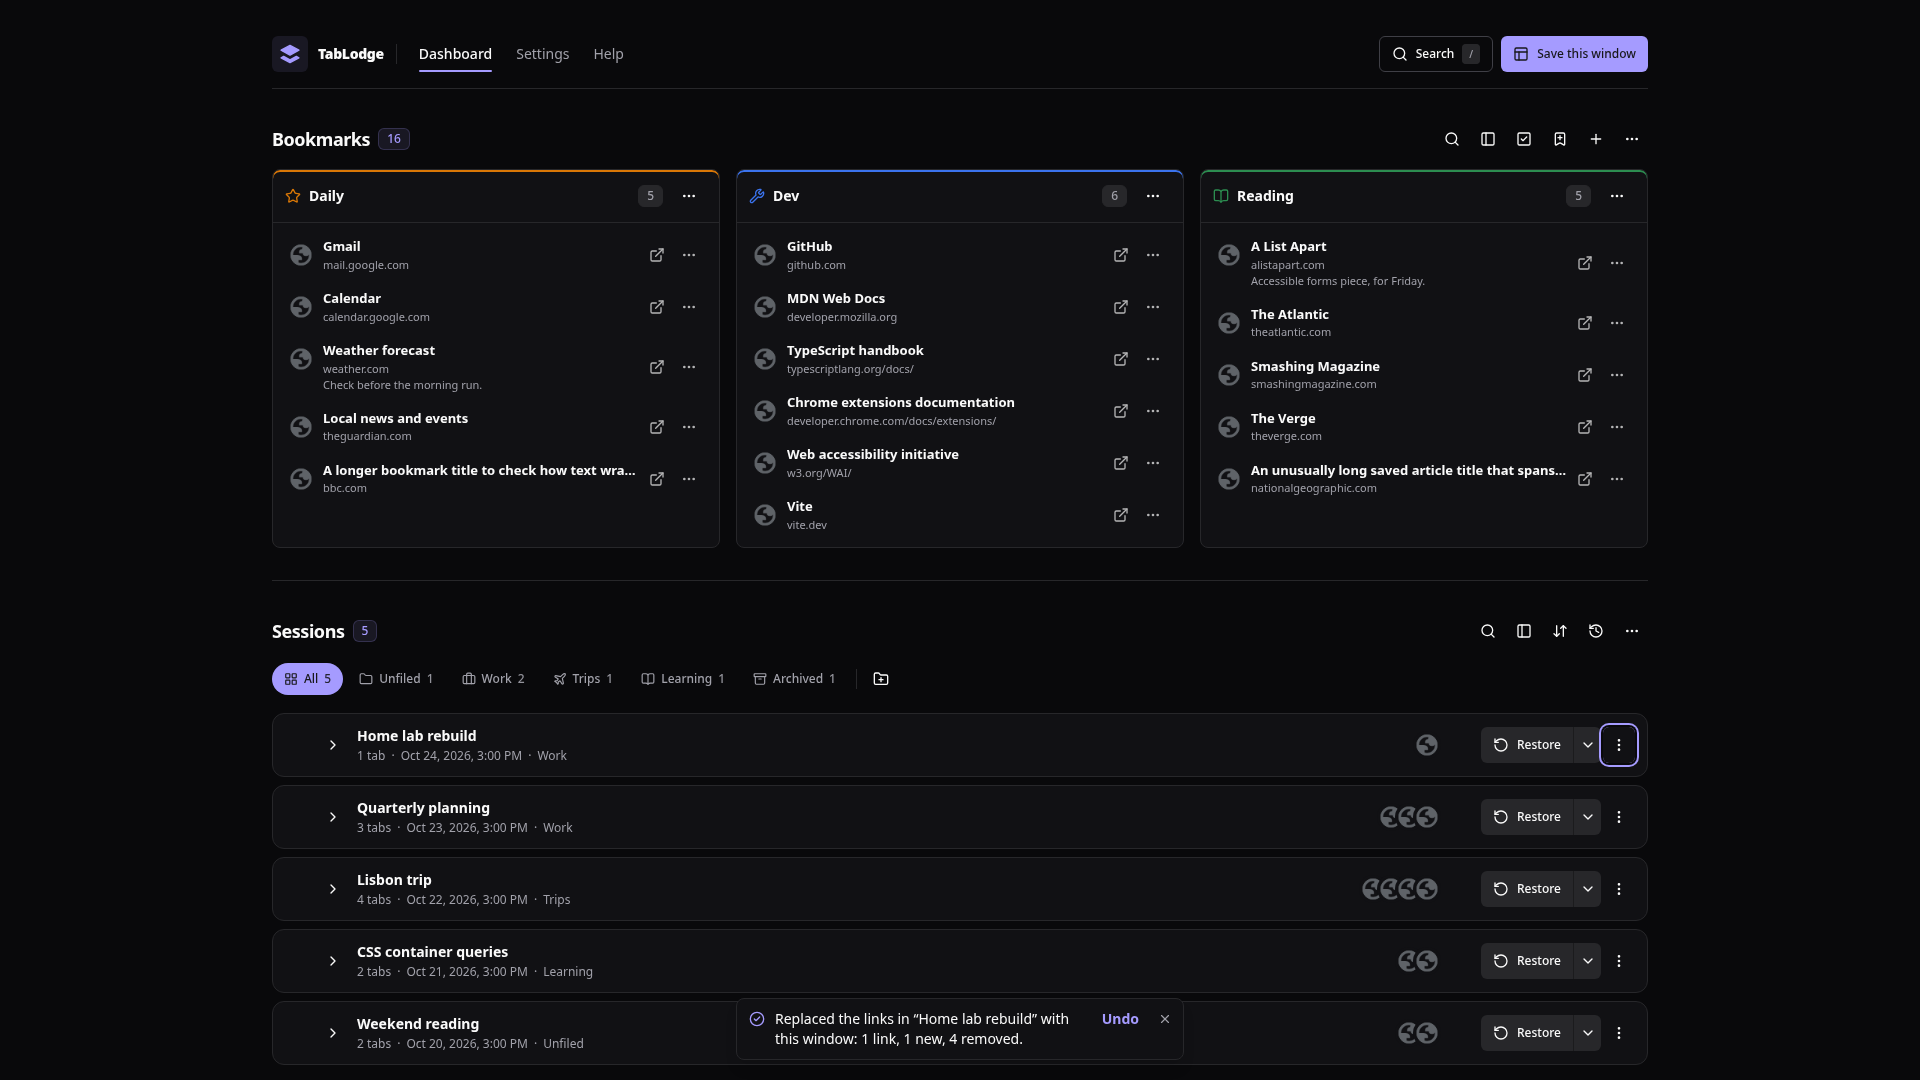 TabLodge
Dashboard
Settings
Help
Search /
Save this window
Bookmarks 16
Daily 5
Gmail
mail.google.com
Calendar
calendar.google.com
Weather forecast
weather.com
Check before the morning run.
Local news and events
theguardian.com
A longer bookmark title to check how text wra...
bbc.com
Dev 6
GitHub
github.com
MDN Web Docs
developer.mozilla.org
TypeScript handbook
typescriptlang.org/docs/
Chrome extensions documentation
developer.chrome.com/docs/extensions/
Web accessibility initiative
w3.org/WAI/
Vite
vite.dev
Reading 5
A List Apart
alistapart.com
Accessible forms piece, for Friday.
The Atlantic
theatlantic.com
Smashing Magazine
smashingmagazine.com
The Verge
theverge.com
An unusually long saved article title that spans...
nationalgeographic.com
Sessions 5
All 5
Unfiled 1
Work 2
Trips 1
Learning 1
Archived 1
Home lab rebuild
1 tab · Oct 24, 2026, 3:00 PM · Work
Restore
Quarterly planning
3 tabs · Oct 23, 2026, 3:00 PM · Work
Restore
Lisbon trip
4 tabs · Oct 22, 2026, 3:00 PM · Trips
Restore
CSS container queries
2 tabs · Oct 21, 2026, 3:00 PM · Learning
Restore
Weekend reading
2 tabs · Oct 20, 2026, 3:00 PM · Unfiled
Restore
Replaced the links in “Home lab rebuild” with
this window: 1 link, 1 new, 4 removed.
Undo